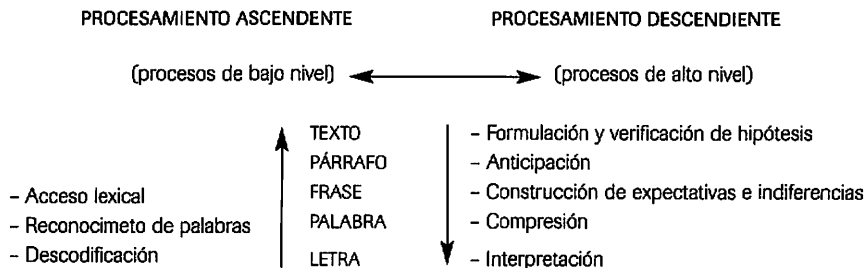 PROCESAMIENTO ASCENDENTE PROCESAMIENTO DESCENDIENTE
(procesos de bajo nivel) (procesos de alto nivel)
TEXTO – Formulación y verificación de hipótesis
PÁRRAFO – Anticipación
– Acceso lexical FRASE – Construcción de expectativas e indiferencias
– Reconocimeto de palabras PALABRA – Compresión
– Descodificación LETRA – Interpretación